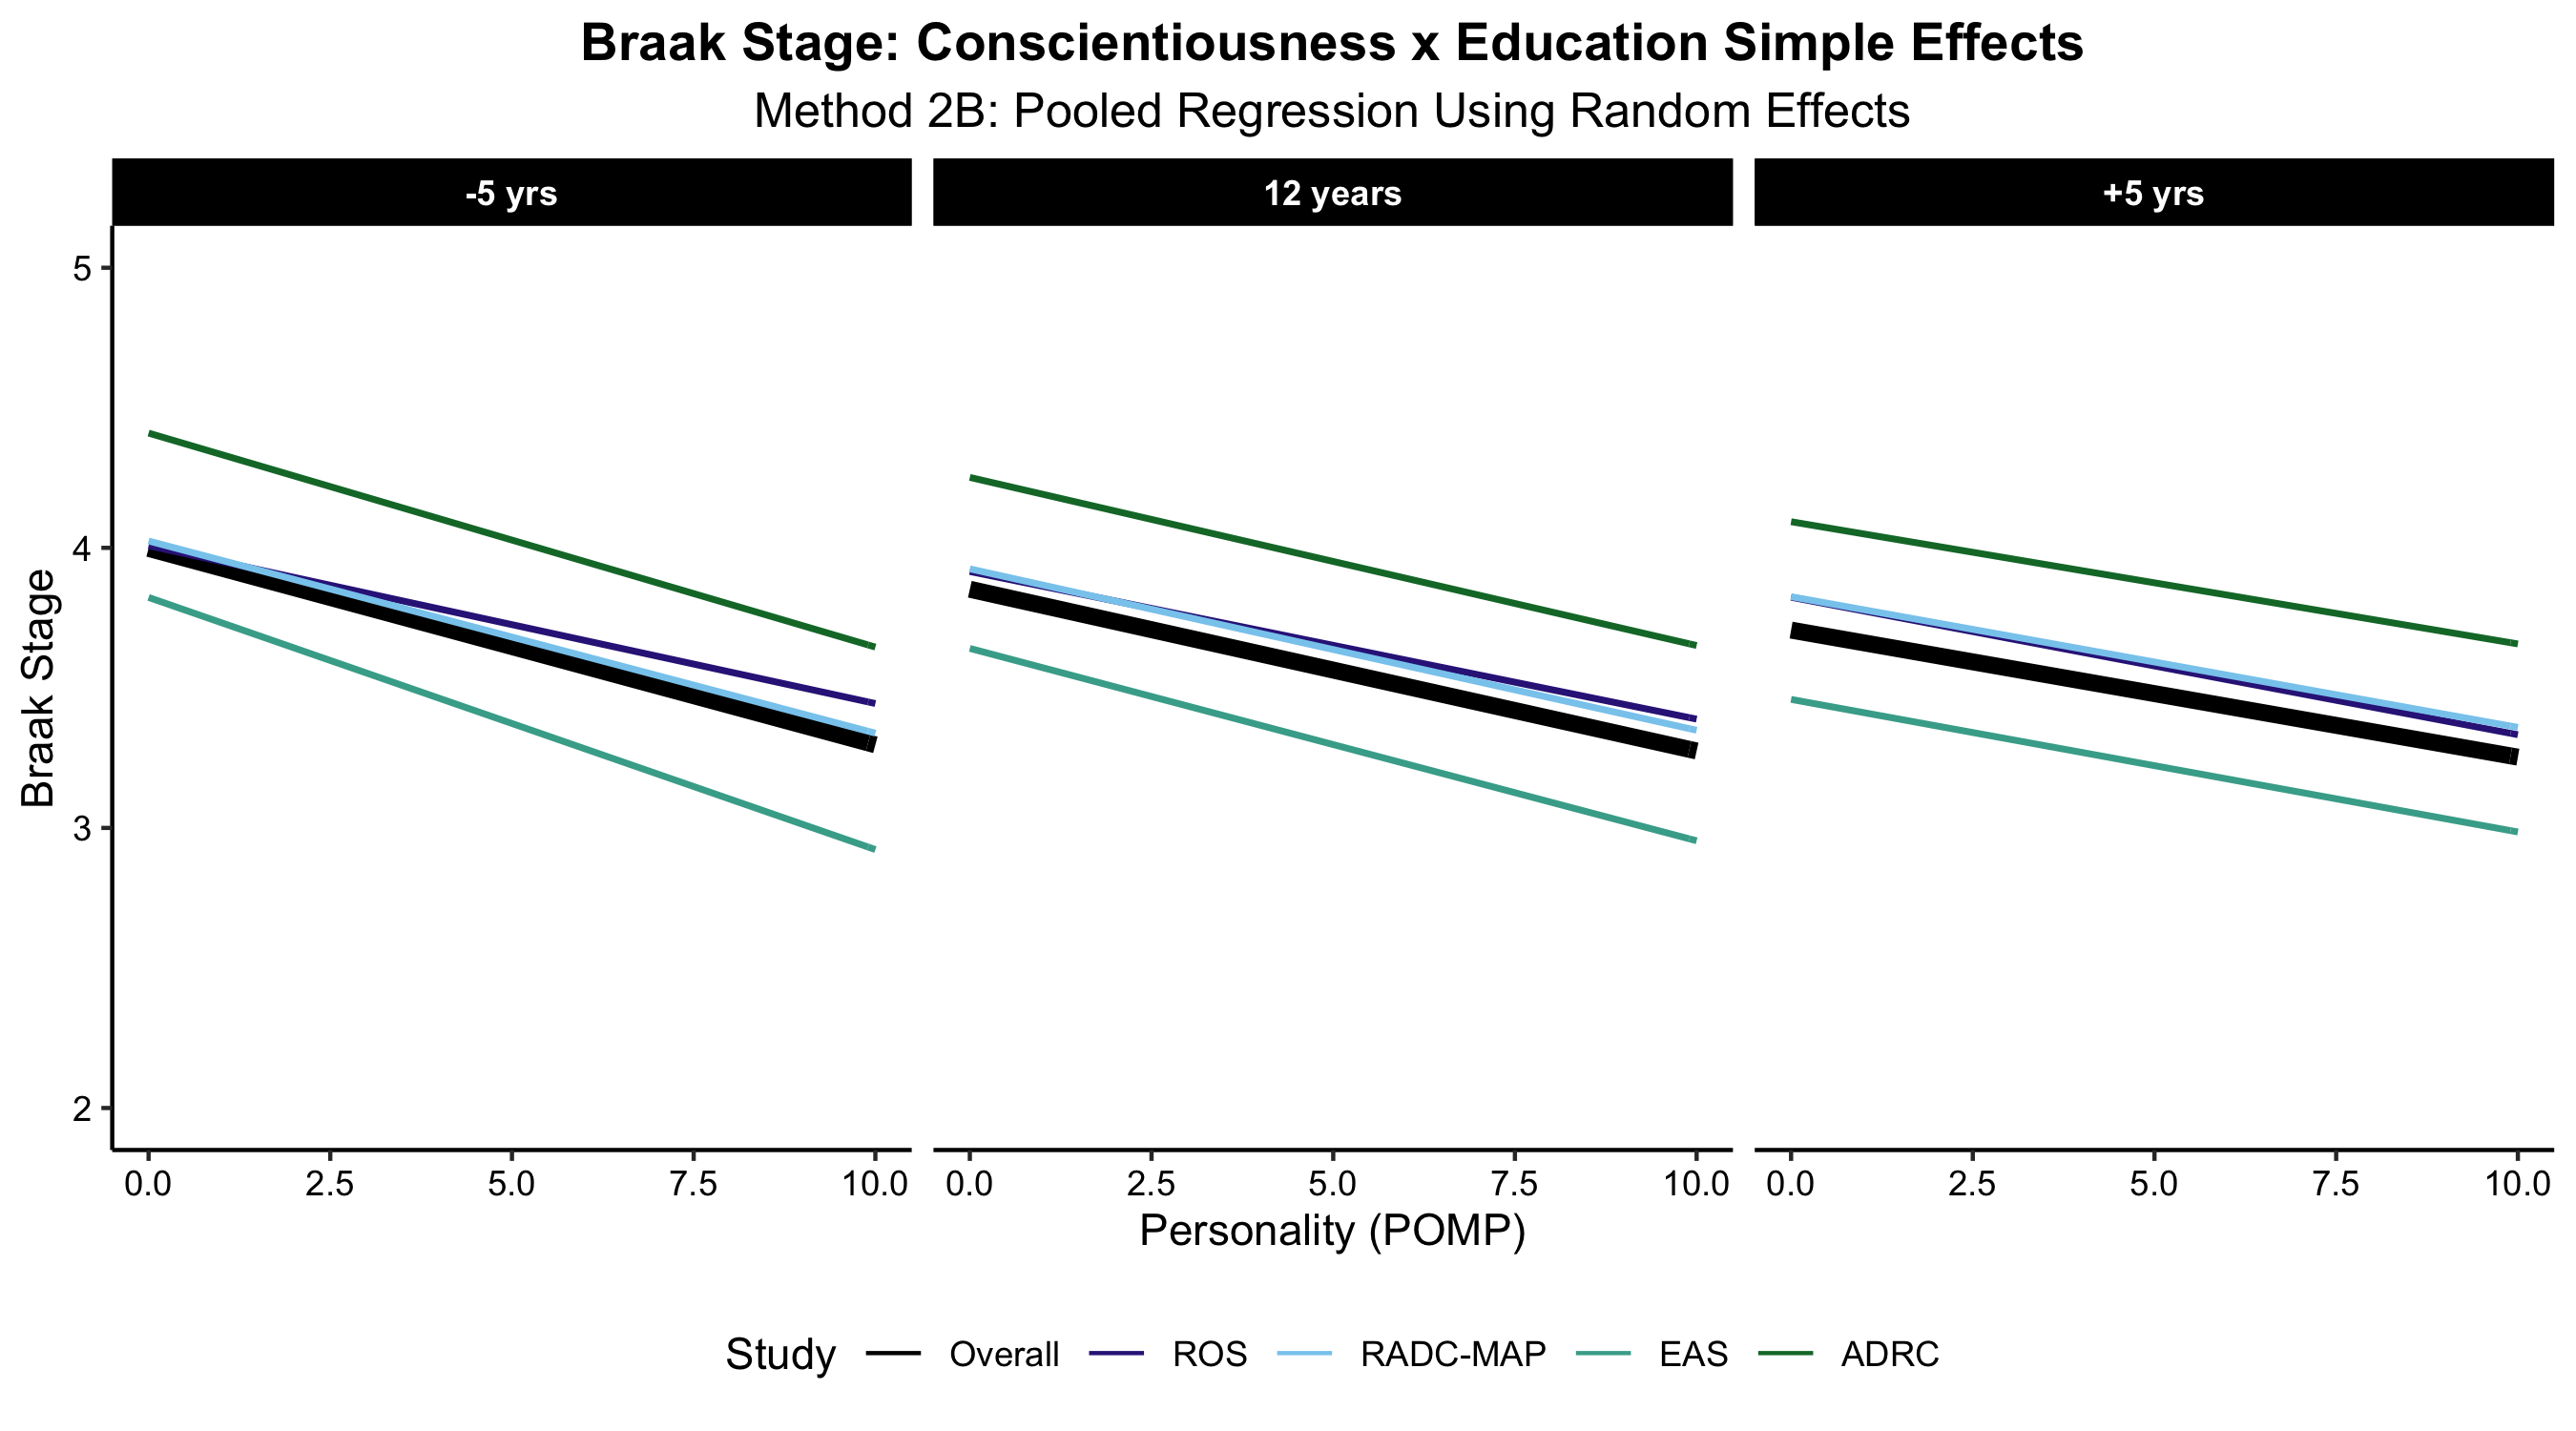 Braak Stage: Conscientiousness x Education Simple Effects
Method 2B: Pooled Regression Using Random Effects
-5 yrs
12 years
+5 yrs
Braak Stage
5
4
3
2
0.0 2.5 5.0 7.5 10.0
0.0 2.5 5.0 7.5 10.0
0.0 2.5 5.0 7.5 10.0
Personality (POMP)
Study Overall ROS RADC-MAP EAS ADRC